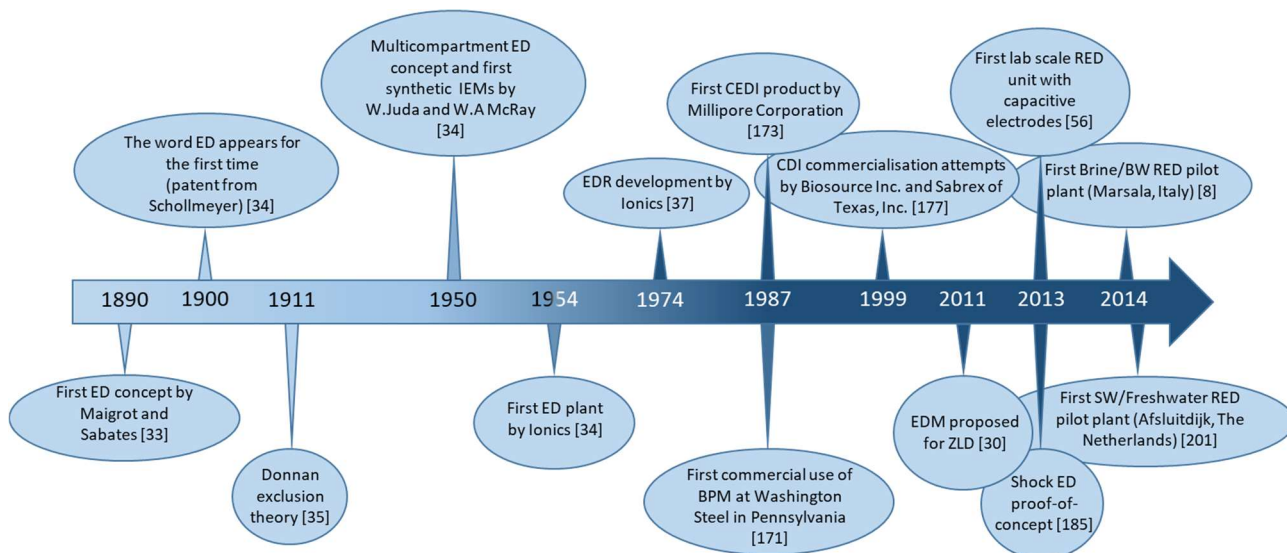 Multicompartment ED
concept and first
synthetic IEMs by
W.Juda and W.A McRay
[34]
First lab scale RED
unit with
capacitive
electrodes [56]
First CEDI product by
Millipore Corporation
[173]
The word ED appears for
the first time
(patent from
Schollmeyer) [34]
EDR development by
Ionics [37]
CDI commercialisation attempts
by Biosource Inc. and Sabrex of
Texas, Inc. [177]
First Brine/BW RED pilot
plant (Marsala, Italy) [8]
1890
1900
1911
1950
1954
1974
1987
1999
2011
2013
2014
First ED concept by
Maigrot and
Sabates [33]
Donnan
exclusion
theory [35]
First ED plant
by Ionics [34]
First commercial use of
BPM at Washington
Steel in Pennsylvania
[171]
EDM proposed
for ZLD [30]
First SW/Freshwater RED
pilot plant (Afsluitdijk, The
Netherlands) [201]
Shock ED
proof-of-
concept [185]